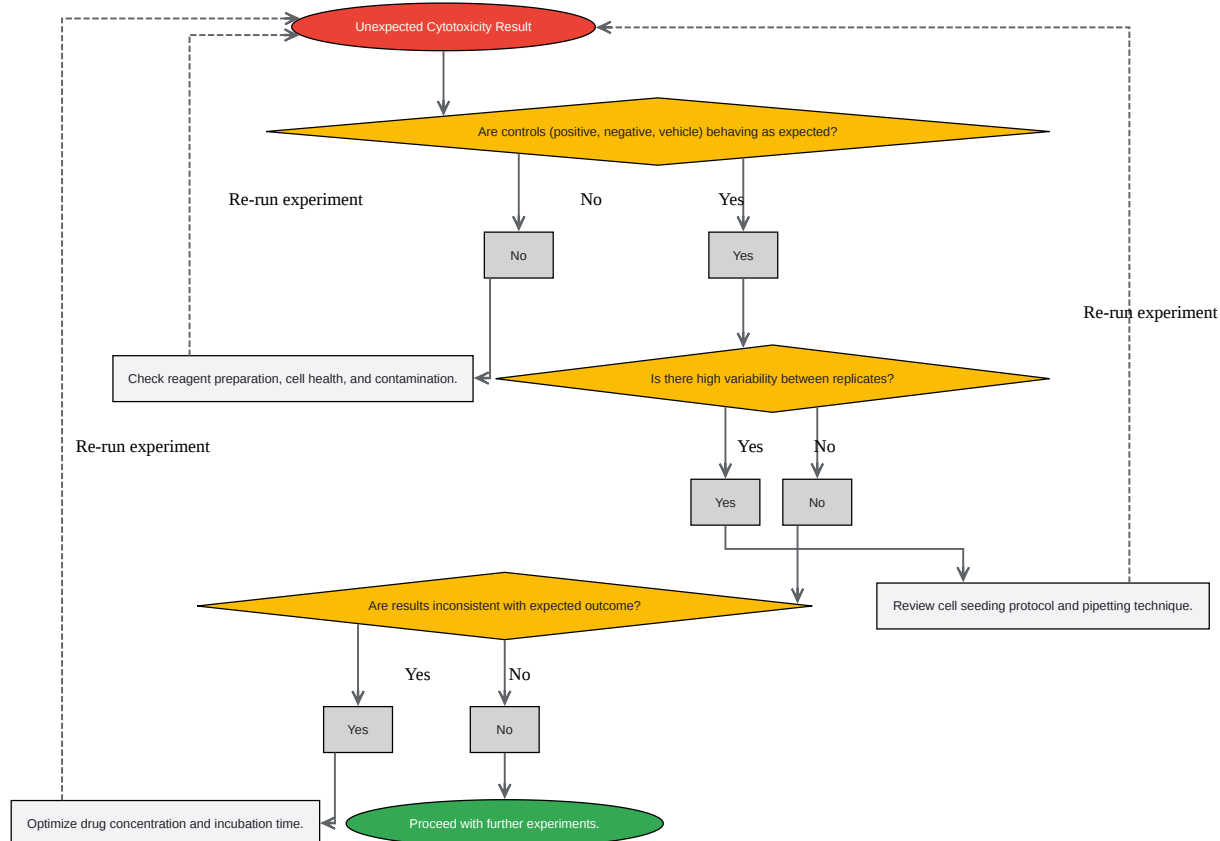 Unexpected Cytotoxicity Result
Are controls (positive, negative, vehicle) behaving as expected?
Re-run experiment
No
Yes
No
Yes
Re-run experiment
Check reagent preparation, cell health, and contamination.
Is there high variability between replicates?
Re-run experiment
Yes
No
Yes
No
Are results inconsistent with expected outcome?
Review cell seeding protocol and pipetting technique.
Yes
No
Yes
No
Optimize drug concentration and incubation time.
Proceed with further experiments.